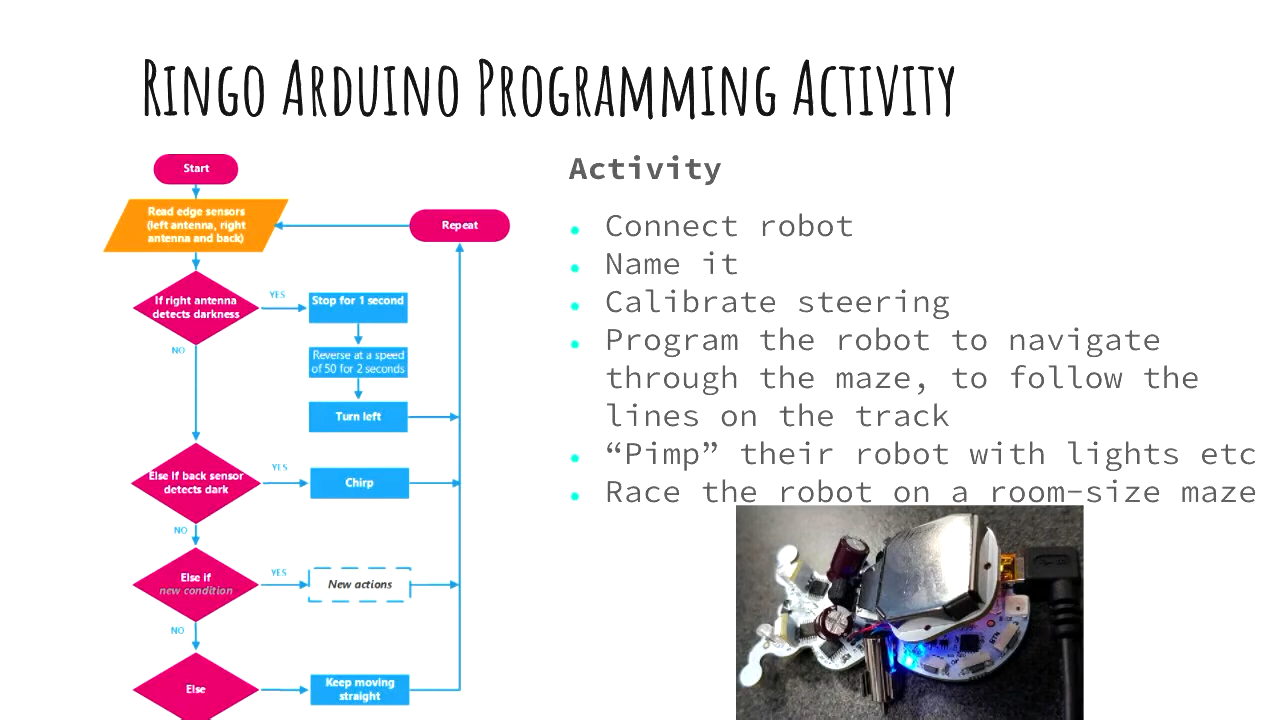 Ringo Arduino Programming Activity
Start
Read edge sensors
(left antenna, right
antenna and back)
Repeat
If right antenna
detects darkness
YES
Stop for 1 second
Reverse at a speed
of 50 for 2 seconds
Turn left
NO
Else If back sensor
detects dark
YES
Chirp
NO
Else if
new condition
YES
New actions
NO
Else
Keep moving
straight
Activity
Connect robot
Name it
Calibrate steering
Program the robot to navigate
through the maze, to follow the
lines on the track
“Pimp” their robot with lights etc
Race the robot on a room-size maze